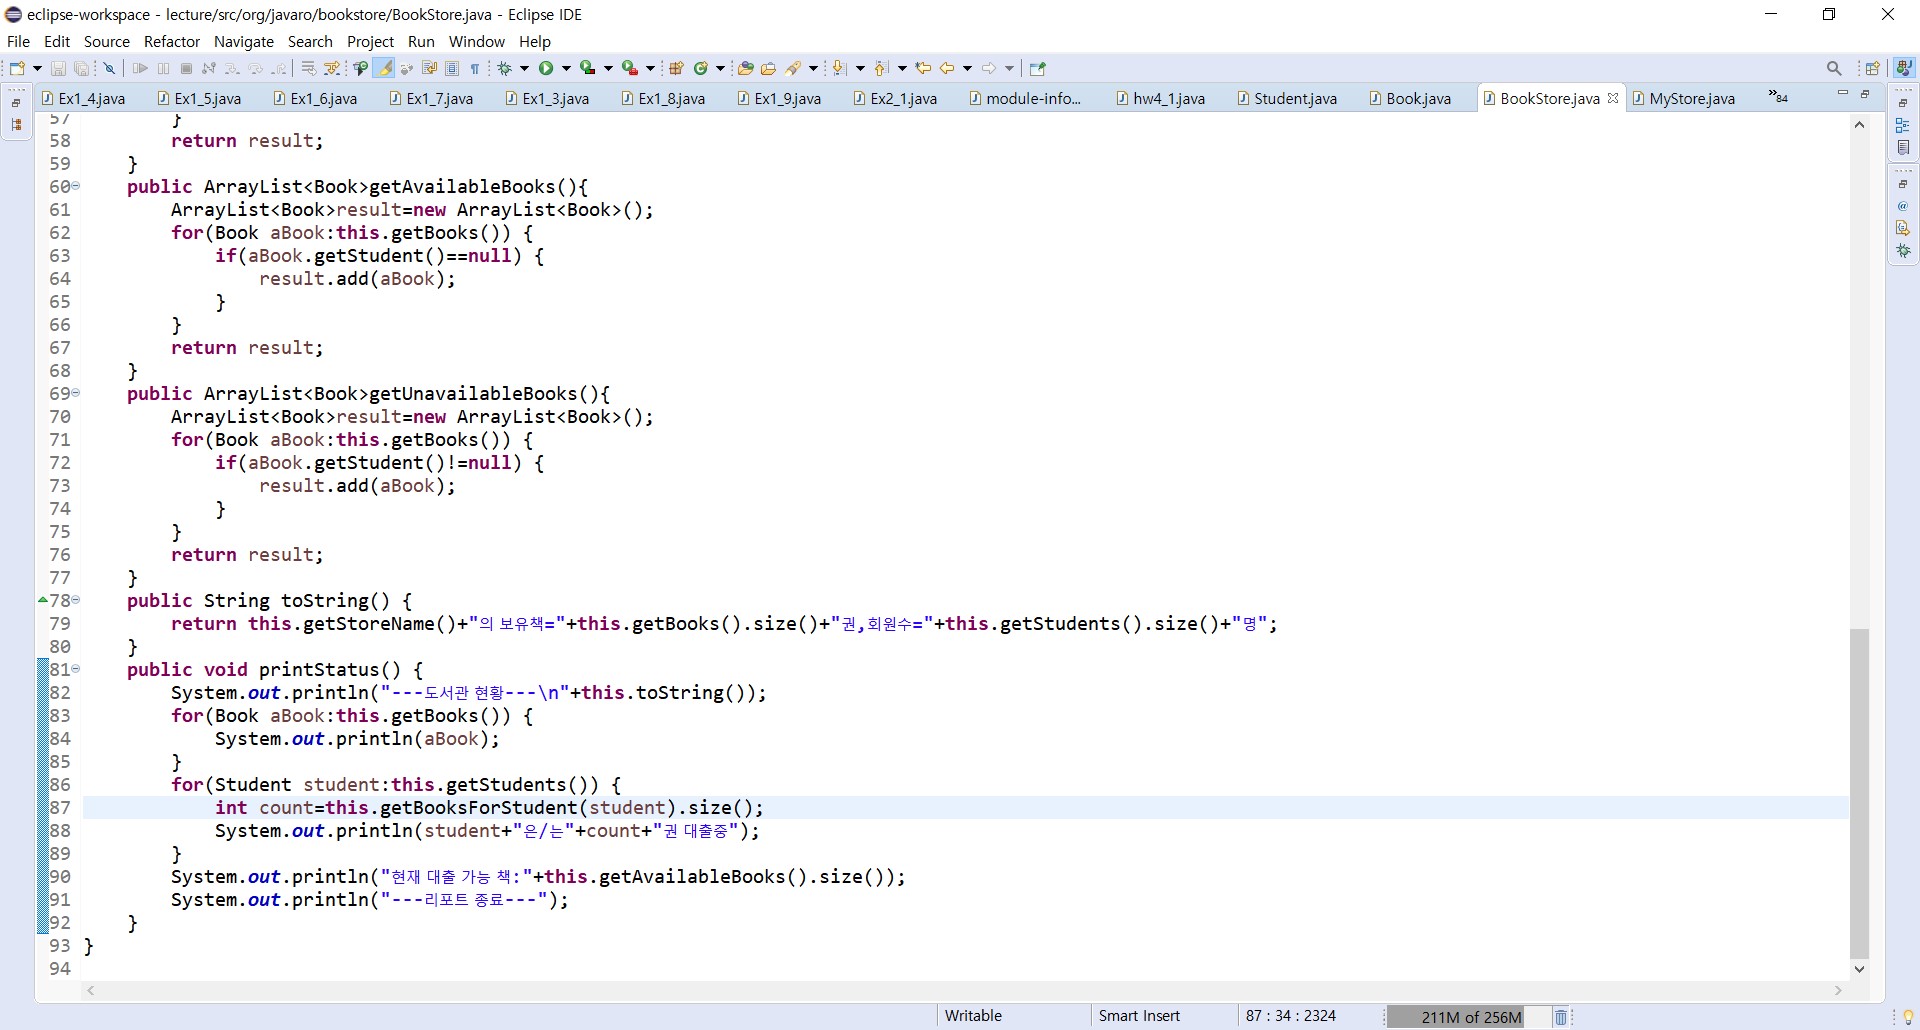 eclipse-workspace - lecture/src/org/javaro/bookstore/BookStore.java - Eclipse IDE
File Edit Source Refactor Navigate Search Project Run Window Help
Ex1_4.java Ex1_5.java Ex1_6.java Ex1_7.java Ex1_3.java Ex1_8.java Ex1_9.java Ex2_1.java module-info... hw4_1.java Student.java Book.java BookStore.java MyStore.java »84
57         }
58         return result;
59     }
60     public ArrayList<Book>getAvailableBooks(){
61         ArrayList<Book>result=new ArrayList<Book>();
62         for(Book aBook:this.getBooks()) {
63             if(aBook.getStudent()==null) {
64                 result.add(aBook);
65             }
66         }
67         return result;
68     }
69     public ArrayList<Book>getUnavailableBooks(){
70         ArrayList<Book>result=new ArrayList<Book>();
71         for(Book aBook:this.getBooks()) {
72             if(aBook.getStudent()!=null) {
73                 result.add(aBook);
74             }
75         }
76         return result;
77     }
78     public String toString() {
79         return this.getStoreName()+"의 보유책="+this.getBooks().size()+"권,회원수="+this.getStudents().size()+"명";
80     }
81     public void printStatus() {
82         System.out.println("---도서관 현황---\n"+this.toString());
83         for(Book aBook:this.getBooks()) {
84             System.out.println(aBook);
85         }
86         for(Student student:this.getStudents()) {
87             int count=this.getBooksForStudent(student).size();
88             System.out.println(student+"은/는"+count+"권 대출중");
89         }
90         System.out.println("현재 대출 가능 책:"+this.getAvailableBooks().size());
91         System.out.println("---리포트 종료---");
92     }
93 }
94
Writable Smart Insert 87 : 34 : 2324 211M of 256M